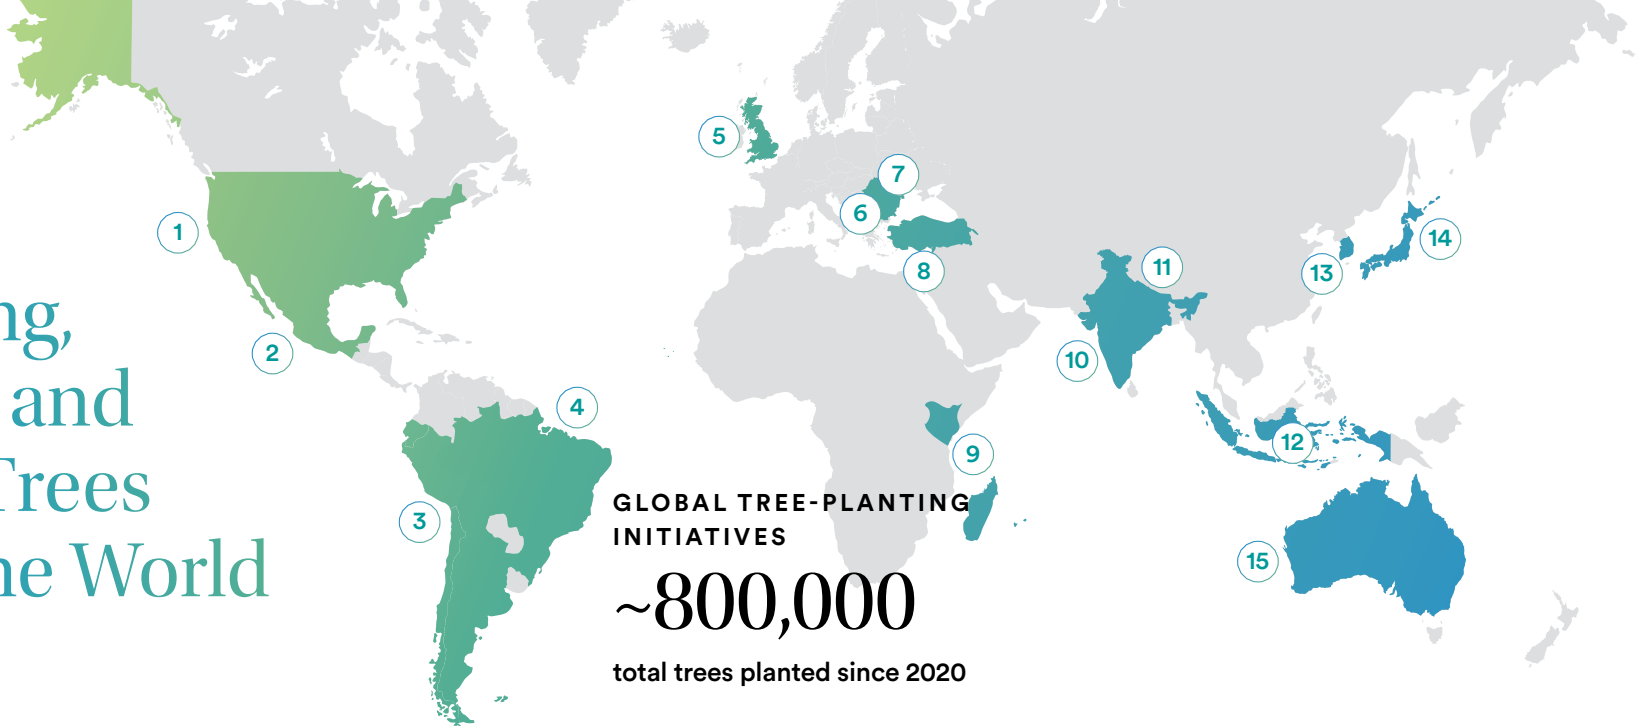 ng,
and
Trees
ne World
1
2
3
4
5
6
7
8
9
10
11
12
13
14
15
GLOBAL TREE-PLANTING
INITIATIVES
~800,000
total trees planted since 2020